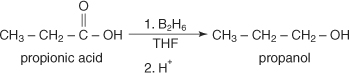 O
1. B₂H₆
CH₃ − CH₂ − C − OH
THF
CH₃ − CH₂ − CH₂ − OH
propionic acid
2. H⁺
propanol